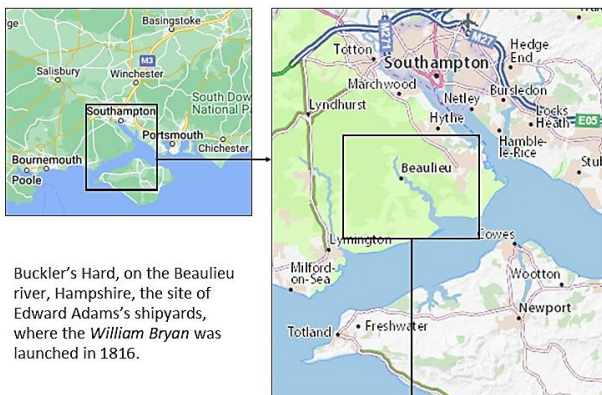 ge
Basingstoke
M3
Salisbury
Winchester
South Dow
National P
Southampton
Portsmouth
Chichester
Bournemouth
Poole
Buckler's Hard, on the Beaulieu
river, Hampshire, the site of
Edward Adams's shipyards,
where the William Bryan was
launched in 1816.
M27
M271
Totton
Hedge
End
Southampton
Marchwood
Bursledon
Netley
Lyndhurst
Locks
Heath
E05
Hythe
Hamble-
le-Rice
Beaulieu
Stub
Lymington
Cowes
Milford-
on-Sea
Wootton
Newport
Totland
Freshwater